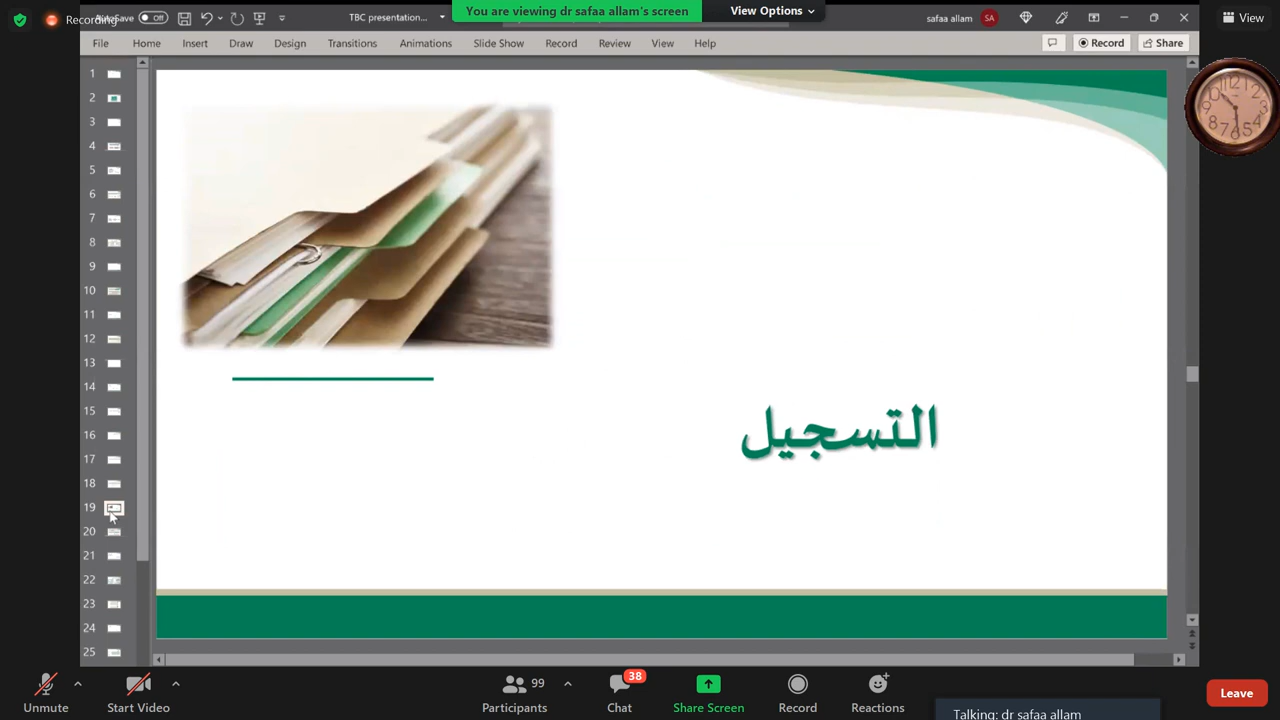 Recording
AutoSave
Off
TBC presentation...
You are viewing dr safaa allam's screen
View Options
safaa allam
SA
View
File
Home
Insert
Draw
Design
Transitions
Animations
Slide Show
Record
Review
View
Help
Record
Share
1
2
3
4
5
6
7
8
9
10
11
12
13
14
15
16
17
18
19
20
21
22
23
24
25
التسجيل
Unmute
Start Video
Participants
99
Chat
38
Share Screen
Record
Reactions
Talking: dr safaa allam
Leave